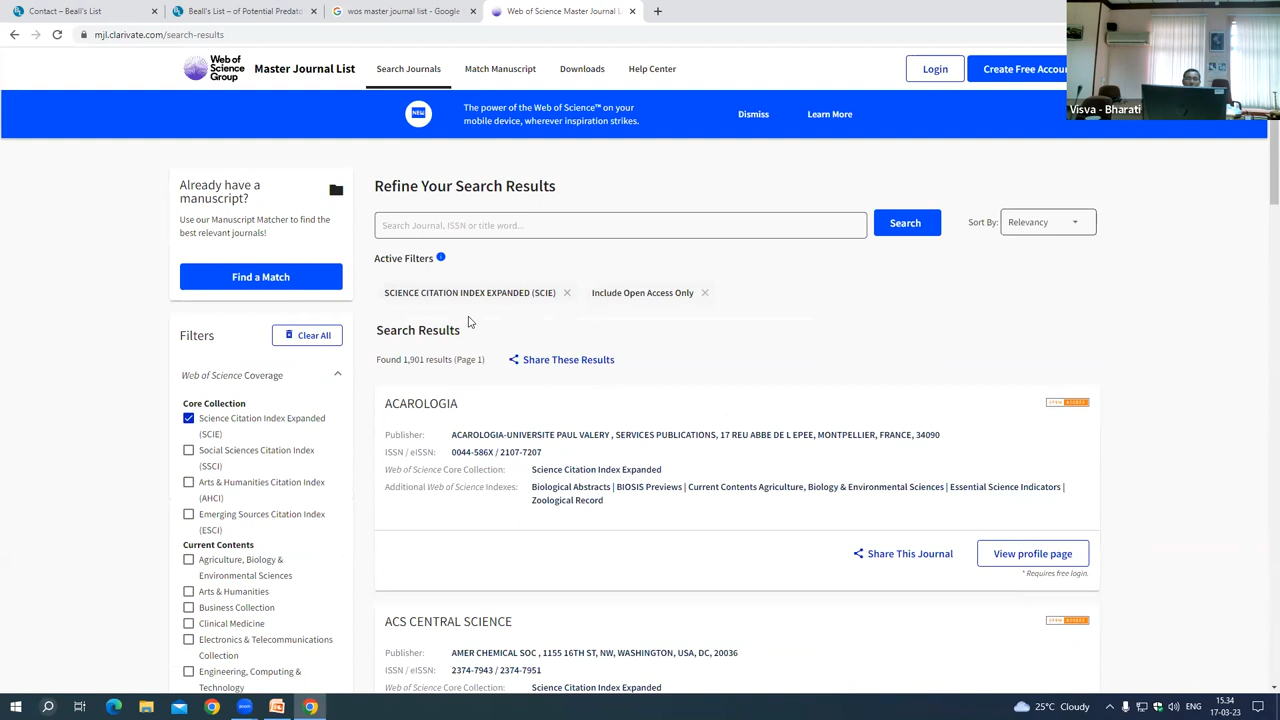 Contact – Beall's List
Beall's List – of Potential Predato
wos master journal list - Google
Web of Science Master Journal L
mjl.clarivate.com/search-results
Web of Science Group
Master Journal List
Search Journals
Match Manuscript
Downloads
Help Center
Login
Create Free Accou
Visva - Bharati
NEW
The power of the Web of Science™ on your
mobile device, wherever inspiration strikes.
Dismiss
Learn More
Already have a
manuscript?
Use our Manuscript Matcher to find the
best relevant journals!
Find a Match
Refine Your Search Results
Search Journal, ISSN or title word...
Search
Sort By:
Relevancy
Active Filters
SCIENCE CITATION INDEX EXPANDED (SCIE)
Include Open Access Only
Search Results
Found 1,901 results (Page 1)
Share These Results
Filters
Clear All
Web of Science Coverage
Core Collection
Science Citation Index Expanded
(SCIE)
Social Sciences Citation Index
(SSCI)
Arts & Humanities Citation Index
(AHCI)
Emerging Sources Citation Index
(ESCI)
Current Contents
Agriculture, Biology &
Environmental Sciences
Arts & Humanities
Business Collection
Clinical Medicine
Electronics & Telecommunications
Collection
Engineering, Computing &
Technology
ACAROLOGIA
OPEN ACCESS
Publisher: ACAROLOGIA-UNIVERSITE PAUL VALERY , SERVICES PUBLICATIONS, 17 REU ABBE DE L EPEE, MONTPELLIER, FRANCE, 34090
ISSN / eISSN: 0044-586X / 2107-7207
Web of Science Core Collection: Science Citation Index Expanded
Additional Web of Science Indexes: Biological Abstracts | BIOSIS Previews | Current Contents Agriculture, Biology & Environmental Sciences | Essential Science Indicators |
Zoological Record
Share This Journal
View profile page
* Requires free login.
ACS CENTRAL SCIENCE
OPEN ACCESS
Publisher: AMER CHEMICAL SOC , 1155 16TH ST, NW, WASHINGTON, USA, DC, 20036
ISSN / eISSN: 2374-7943 / 2374-7951
Web of Science Core Collection: Science Citation Index Expanded
25°C Cloudy
ENG
15.34
17-03-23